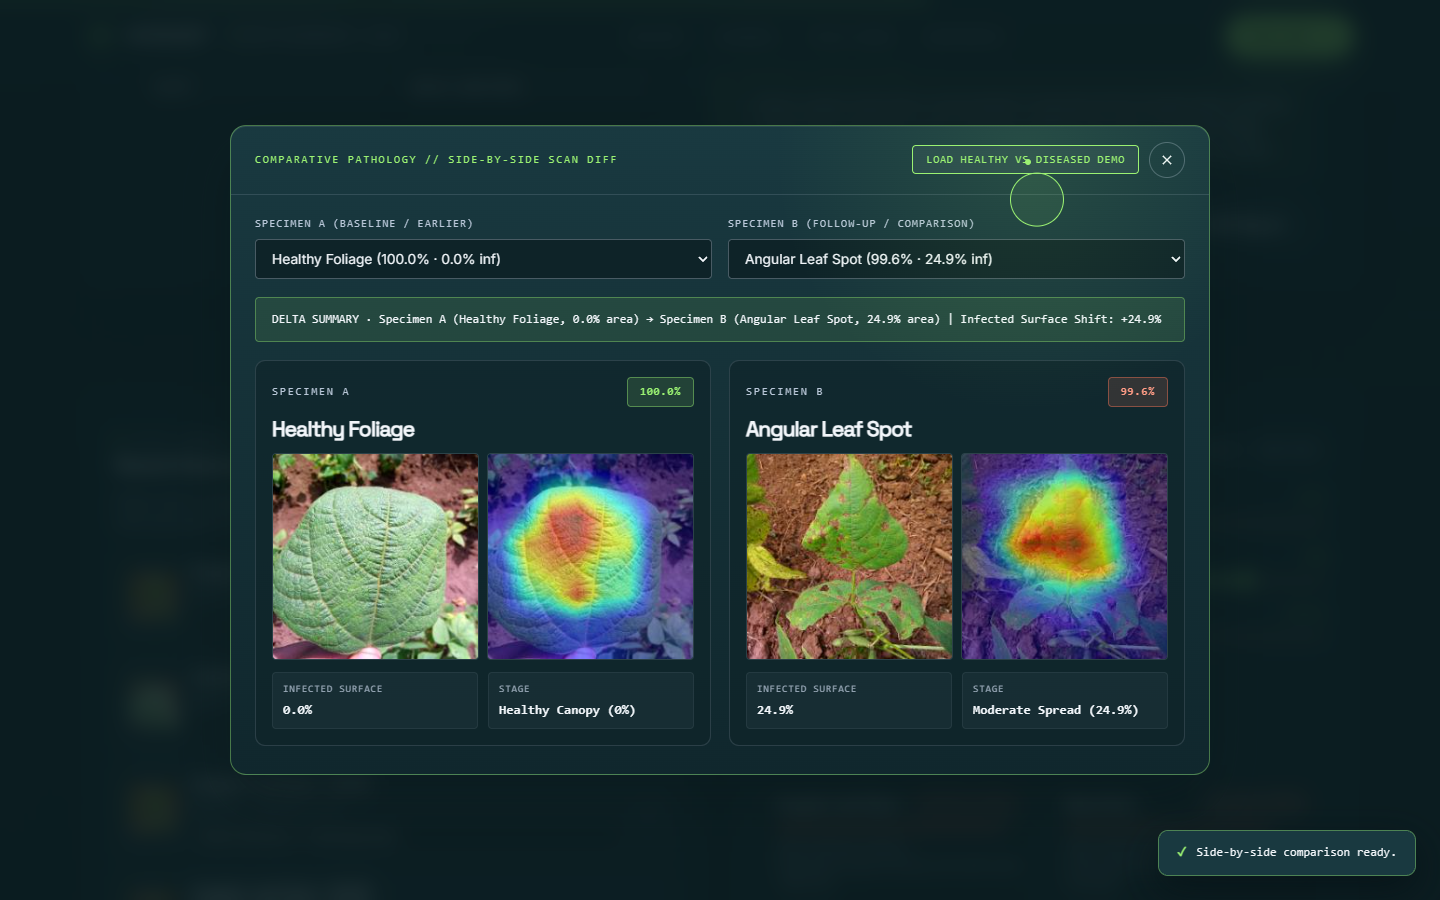 COMPARATIVE PATHOLOGY // SIDE-BY-SIDE SCAN DIFF
LOAD HEALTHY VS DISEASED DEMO
SPECIMEN A (BASELINE / EARLIER)
SPECIMEN B (FOLLOW-UP / COMPARISON)
Healthy Foliage (100.0% · 0.0% inf)
Angular Leaf Spot (99.6% · 24.9% inf)
DELTA SUMMARY · Specimen A (Healthy Foliage, 0.0% area) → Specimen B (Angular Leaf Spot, 24.9% area) | Infected Surface Shift: +24.9%
SPECIMEN A
100.0%
Healthy Foliage
INFECTED SURFACE
0.0%
STAGE
Healthy Canopy (0%)
SPECIMEN B
99.6%
Angular Leaf Spot
INFECTED SURFACE
24.9%
STAGE
Moderate Spread (24.9%)
✓ Side-by-side comparison ready.